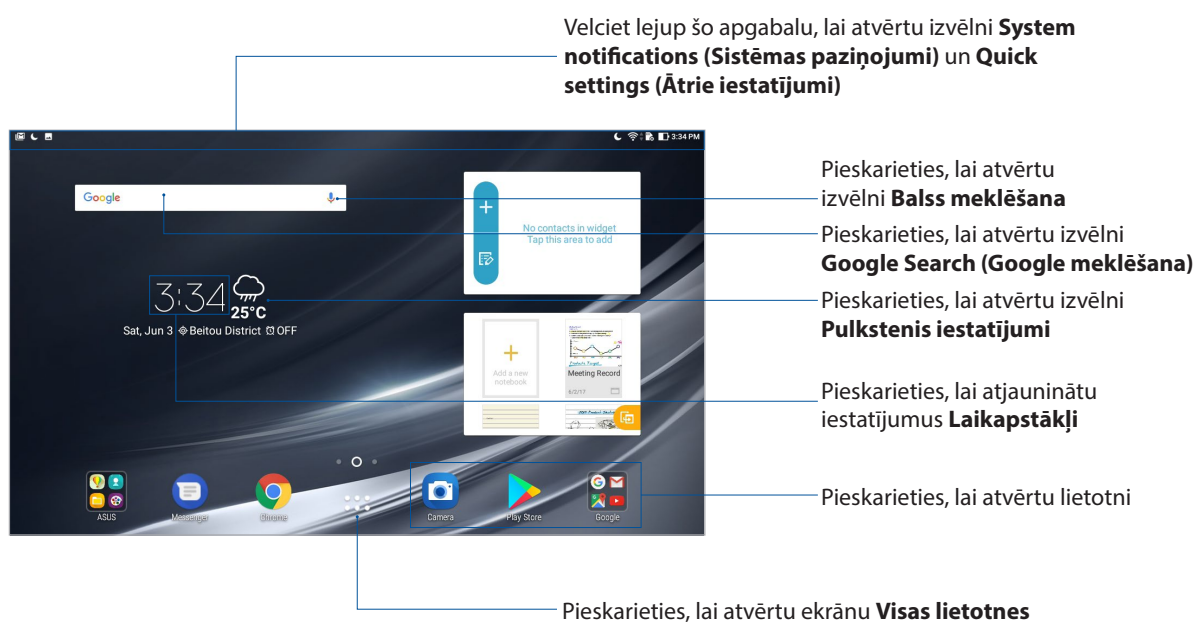 Velciet lejup šo apgabalu, lai atvērtu izvēlni System
notifications (Sistēmas paziņojumi) un Quick
settings (Ātrie iestatījumi)
3:34 PM
Google
No contacts in widget
Tap this area to add
3:34
25°C
Sat, Jun 3 Beitou District OFF
Add a new
notebook
Meeting Record
6/2/17
ASUS
Messenger
Chrome
Camera
Play Store
Google
Pieskarieties, lai atvērtu
izvēlni Balss meklēšana
Pieskarieties, lai atvērtu izvēlni
Google Search (Google meklēšana)
Pieskarieties, lai atvērtu izvēlni
Pulkstenis iestatījumi
Pieskarieties, lai atjauninātu
iestatījumus Laikapstākļi
Pieskarieties, lai atvērtu lietotni
Pieskarieties, lai atvērtu ekrānu Visas lietotnes